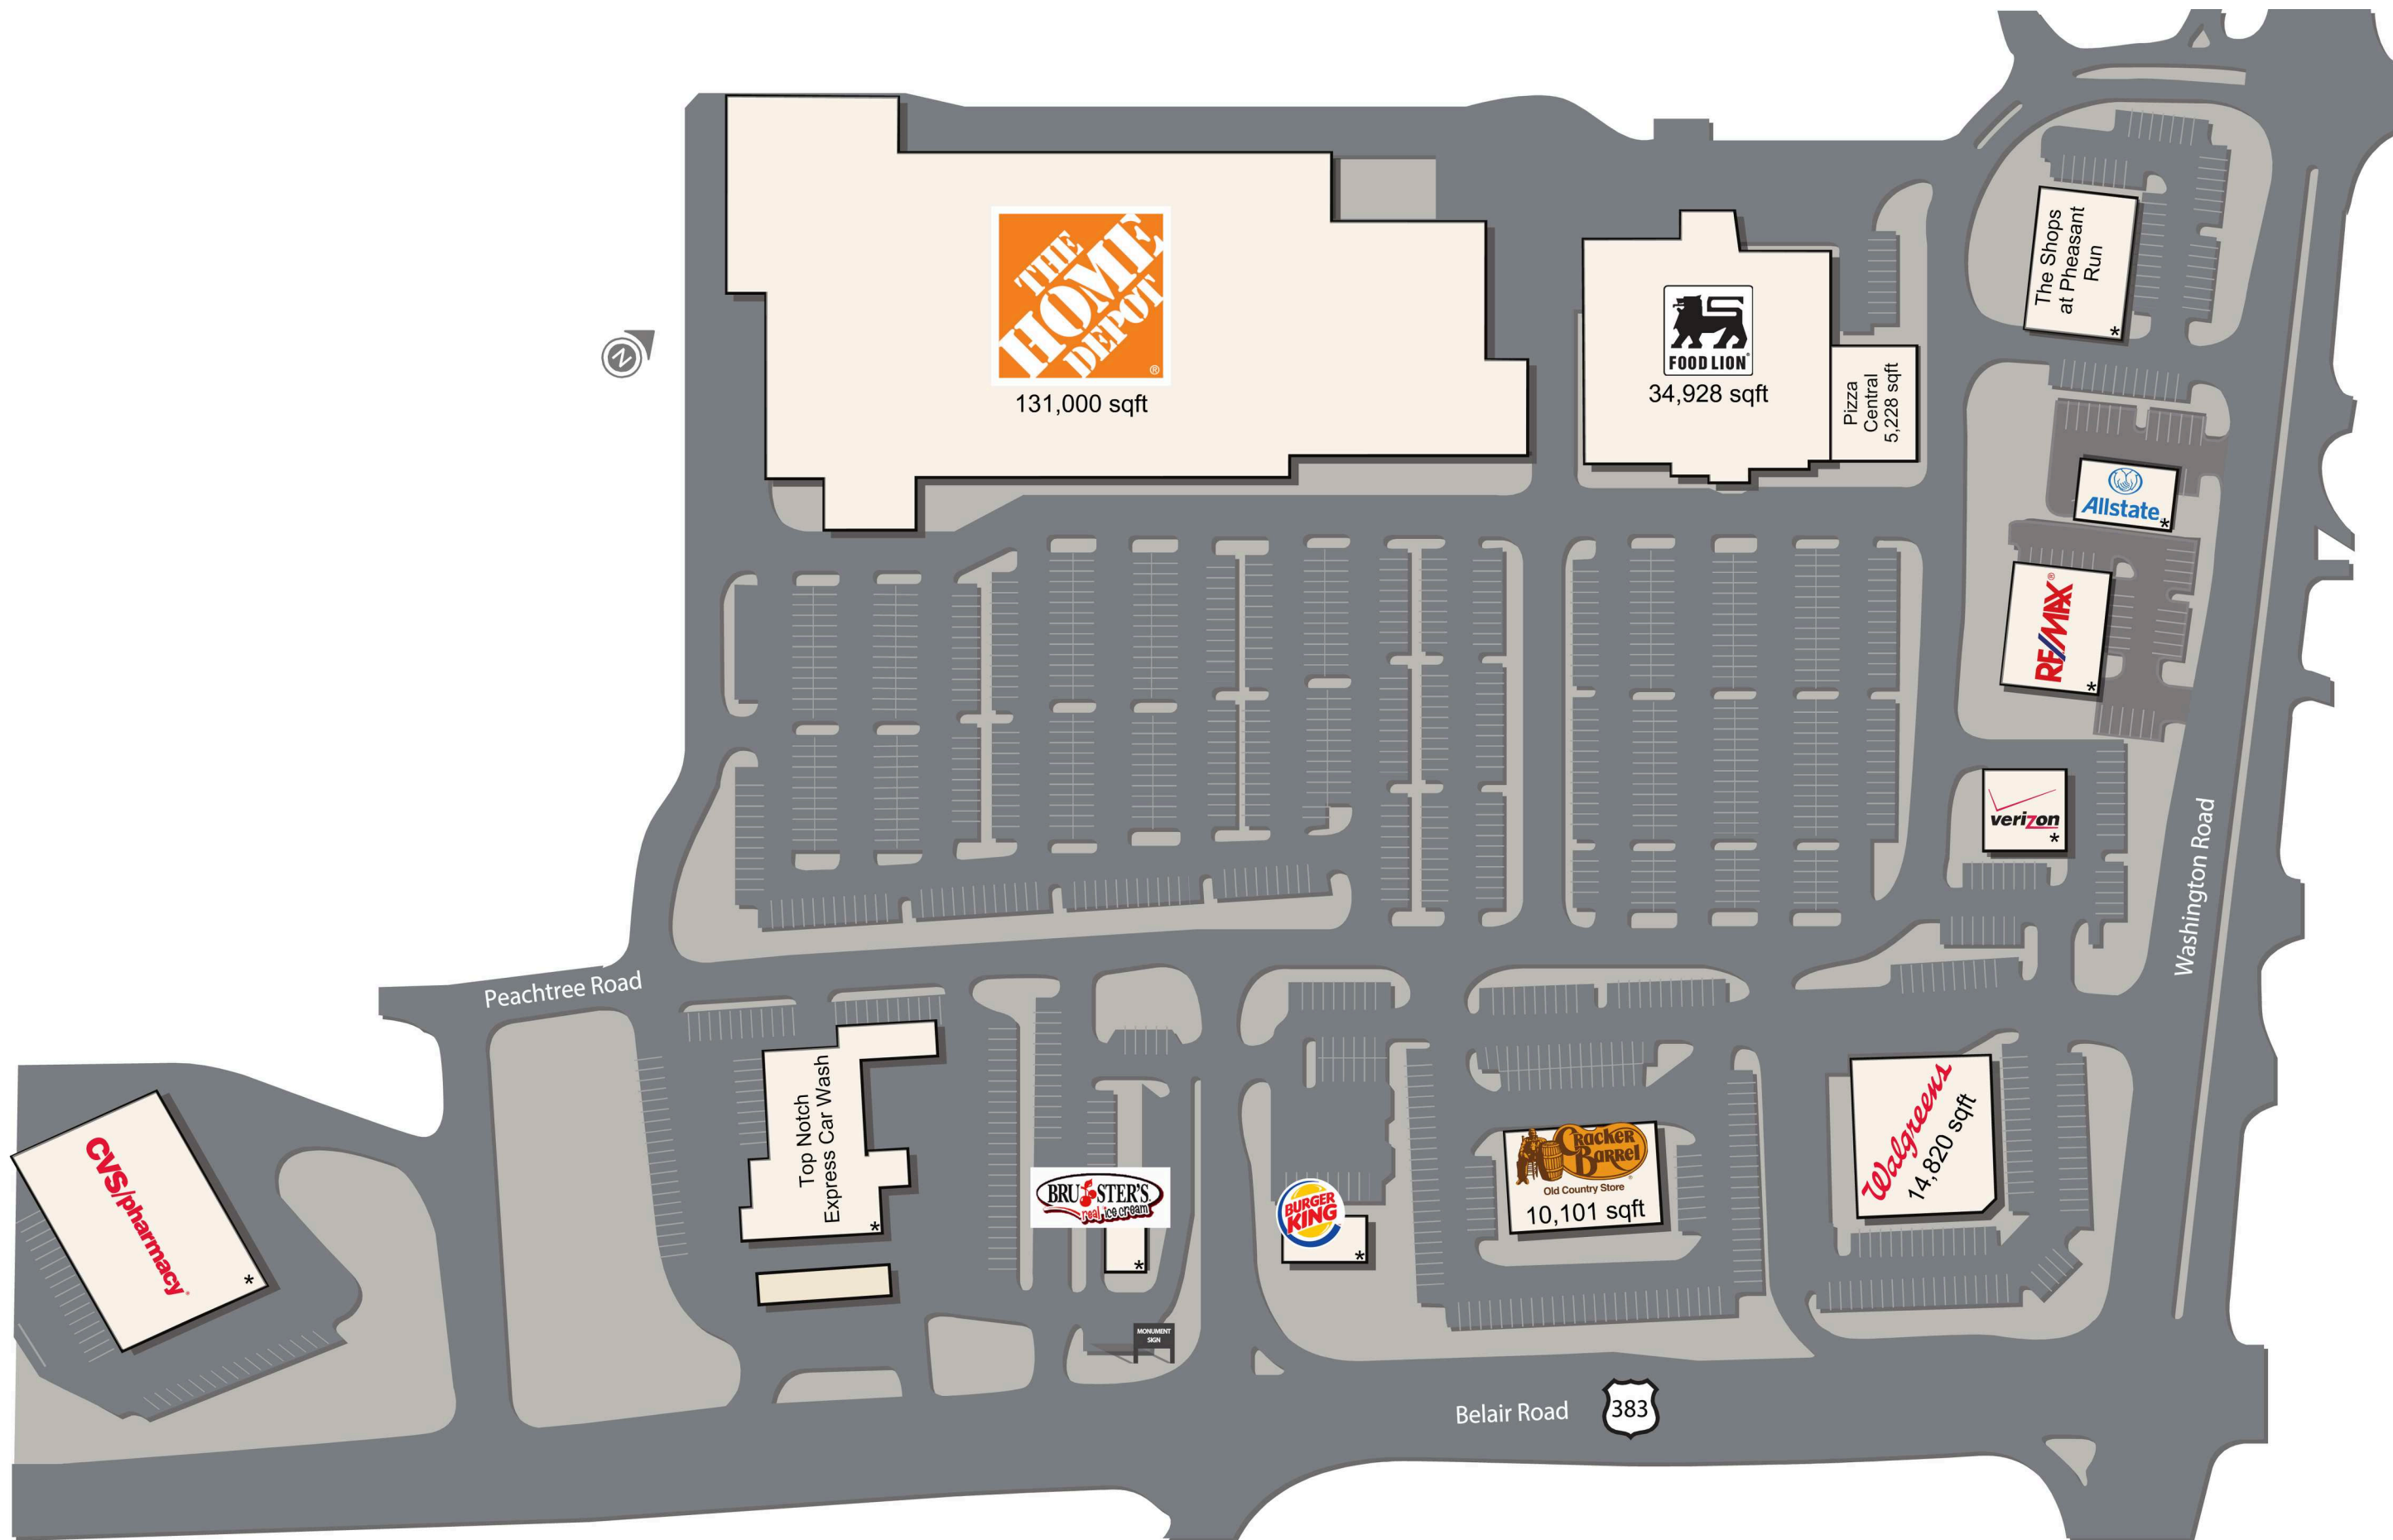 THE
HOME
DEPOT
®
131,000 sqft
FOOD LION®
34,928 sqft
Pizza
Central
5,228 sqft
The Shops
at Pheasant
Run
*
Allstate
*
RE/MAX®
*
verizon
*
N
Washington Road
Peachtree Road
CVS/pharmacy
*
Top Notch
Express Car Wash
*
BRUSTER'S
real ice cream
*
MONUMENT
SIGN
BURGER
KING
*
CRACKER
BARREL
Old Country Store
10,101 sqft
Walgreens
14,820 sqft
Belair Road
383